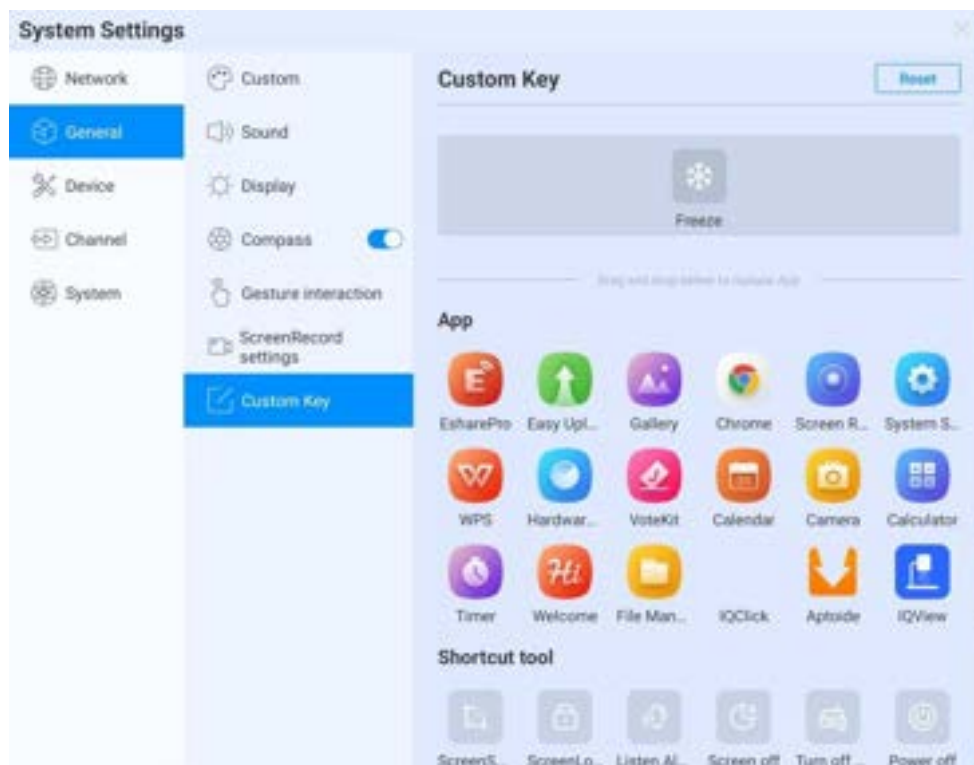 System Settings
Network
General
Device
Channel
System
Custom
Sound
Display
Compass
Gesture interaction
ScreenRecord
settings
Custom Key
Custom Key
Reset
Freeze
App
EsharePro Easy Upl... Gallery Chrome Screen R... System S...
WPS Hardwar... VoteKit Calendar Camera Calculator
Timer Welcome File Man... IQClick Aptoide IQView
Shortcut tool
ScreenS... ScreenLo... Listen Al... Screen off Turn off ... Power off